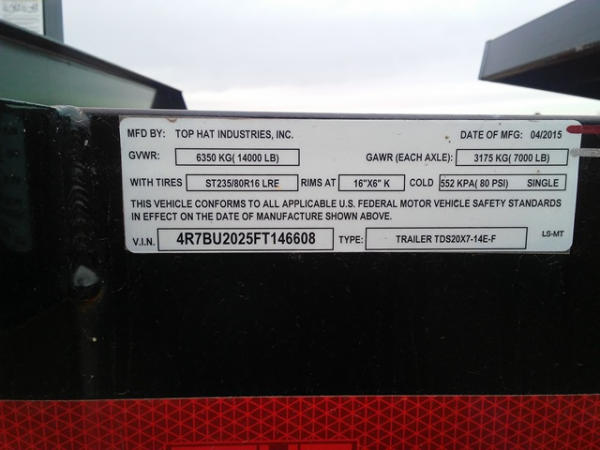 MFD BY: TOP HAT INDUSTRIES, INC. DATE OF MFG: 04/2015
GVWR: 6350 KG( 14000 LB) GAWR (EACH AXLE): 3175 KG( 7000 LB)
WITH TIRES ST235/80R16 LRE RIMS AT 16"X6" K COLD 552 KPA( 80 PSI) SINGLE
THIS VEHICLE CONFORMS TO ALL APPLICABLE U.S. FEDERAL MOTOR VEHICLE SAFETY STANDARDS
IN EFFECT ON THE DATE OF MANUFACTURE SHOWN ABOVE.
V.I.N. 4R7BU2025FT146608 TYPE: TRAILER TDS20X7-14E-F LS-MT